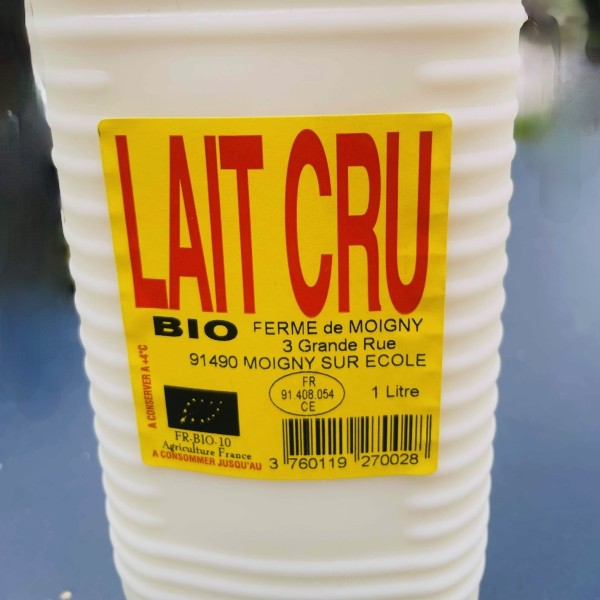 LAIT CRU
BIO FERME de MOIGNY
3 Grande Rue
91490 MOIGNY SUR ECOLE
A CONSERVER A +4°C
FR
91.408.054
CE
1 Litre
FR-BIO-10
Agriculture France
A CONSOMMER JUSQU'AU
3 760119 270028